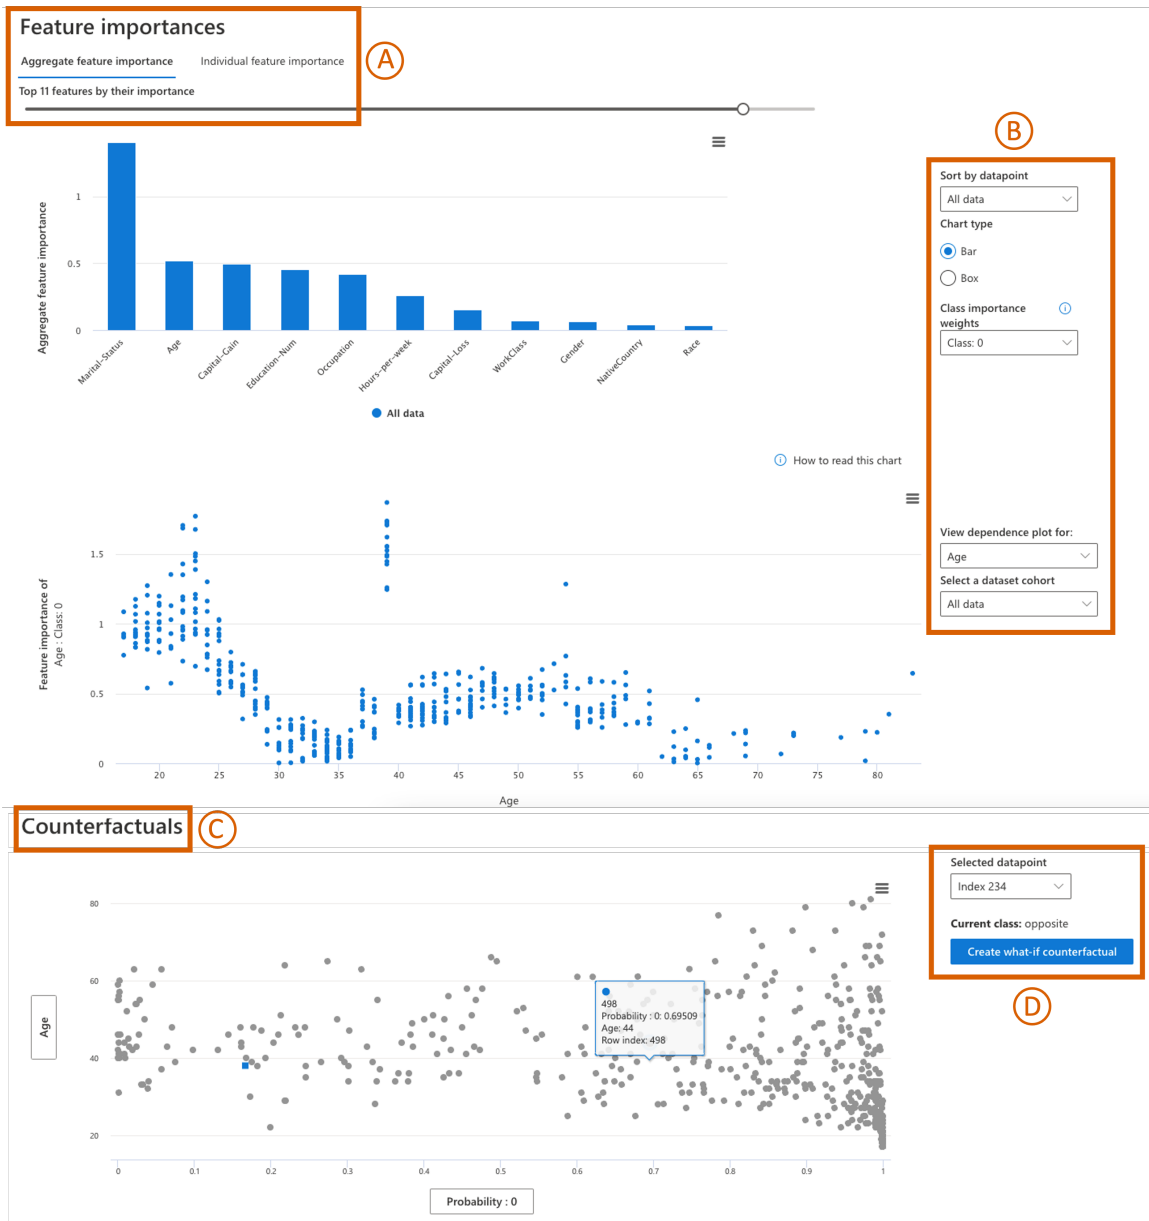 Feature importances
Aggregate feature importance Individual feature importance
A
Top 11 features by their importance
B
Sort by datapoint
All data
Chart type
Bar
Box
Class importance
weights
Class: 0
Aggregate feature importance
1
0.5
0
Marital-Status Age Capital-Gain Education-Num Occupation Hours-per-week Capital-Loss WorkClass Gender NativeCountry Race
All data
How to read this chart
View dependence plot for:
Age
Select a dataset cohort
All data
Feature importance of
Age : Class: 0
1.5
1
0.5
0
20 25 30 35 40 45 50 55 60 65 70 75 80
Age
Counterfactuals
C
Selected datapoint
Index 234
Current class: opposite
Create what-if counterfactual
D
Age
80
60
40
20
498
Probability : 0: 0.69509
Age: 44
Row index: 498
0 0.1 0.2 0.3 0.4 0.5 0.6 0.7 0.8 0.9 1
Probability : 0